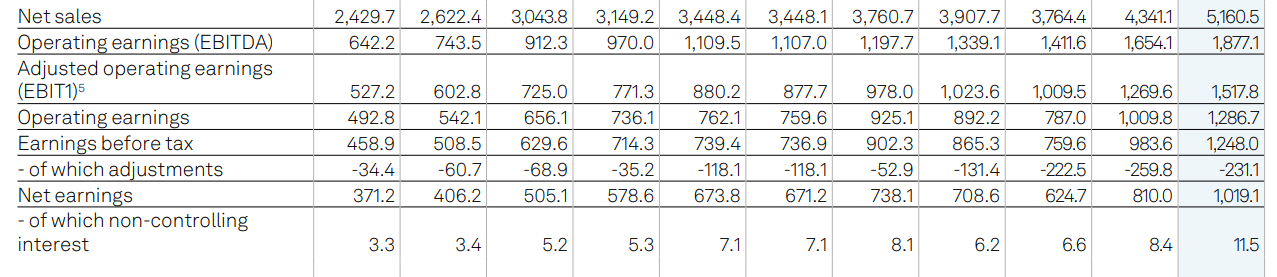 Net sales 2,429.7 2,622.4 3,043.8 3,149.2 3,448.4 3,448.1 3,760.7 3,907.7 3,764.4 4,341.1 5,160.5
Operating earnings (EBITDA) 642.2 743.5 912.3 970.0 1,109.5 1,107.0 1,197.7 1,339.1 1,411.6 1,654.1 1,877.1
Adjusted operating earnings
(EBIT1)5 527.2 602.8 725.0 771.3 880.2 877.7 978.0 1,023.6 1,009.5 1,269.6 1,517.8
Operating earnings 492.8 542.1 656.1 736.1 762.1 759.6 925.1 892.2 787.0 1,009.8 1,286.7
Earnings before tax 458.9 508.5 629.6 714.3 739.4 736.9 902.3 865.3 759.6 983.6 1,248.0
- of which adjustments -34.4 -60.7 -68.9 -35.2 -118.1 -118.1 -52.9 -131.4 -222.5 -259.8 -231.1
Net earnings 371.2 406.2 505.1 578.6 673.8 671.2 738.1 708.6 624.7 810.0 1,019.1
- of which non-controlling
interest 3.3 3.4 5.2 5.3 7.1 7.1 8.1 6.2 6.6 8.4 11.5